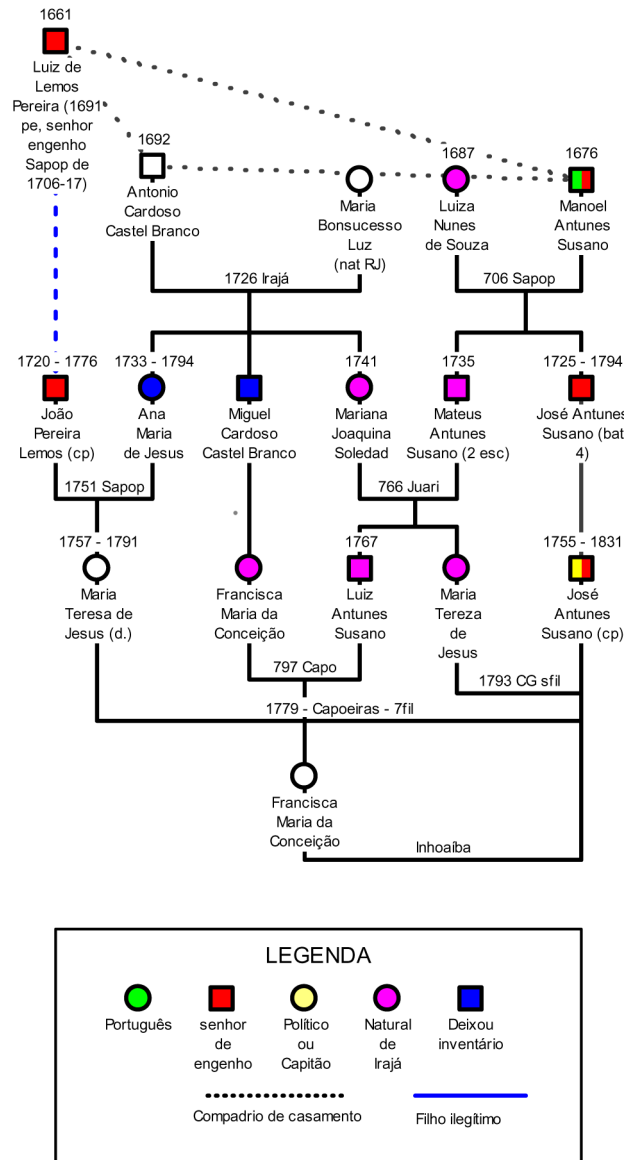 1661
Luiz de
Lemos
Pereira (1691
pe, senhor
engenho
Sapop de
1706-17)
1692
Antonio
Cardoso
Castel Branco
Maria
Bonsucesso
Luz
(nat RJ)
1687
Luiza
Nunes
de Souza
1676
Manoel
Antunes
Susano
1726 Irajá
706 Sapop
1720 - 1776
João
Pereira
Lemos (cp)
1733 - 1794
Ana
Maria
de Jesus
Miguel
Cardoso
Castel Branco
1741
Mariana
Joaquina
Soledad
1735
Mateus
Antunes
Susano (2 esc)
1725 - 1794
José Antunes
Susano (bat
4)
1751 Sapop
766 Juari
1757 - 1791
Maria
Teresa de
Jesus (d.)
Francisca
Maria da
Conceição
1767
Luiz
Antunes
Susano
Maria
Tereza
de
Jesus
1755 - 1831
José
Antunes
Susano (cp)
797 Capo
1793 CG sfil
1779 - Capoeiras - 7fil
Francisca
Maria da
Conceição
Inhoaíba
LEGENDA
Português
senhor
de
engenho
Político
ou
Capitão
Natural
de
Irajá
Deixou
inventário
Compadrio de casamento
Filho ilegítimo